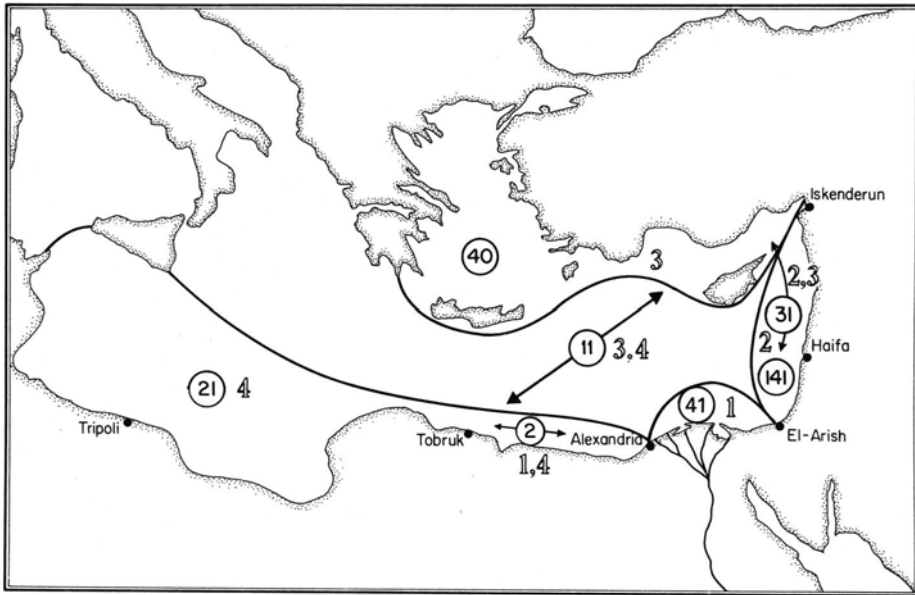 Iskenderun
40
3
2,3
31
11
3,4
2
Haifa
141
21
4
41
1
Tripoli
Tobruk
2
Alexandria
El-Arish
1,4